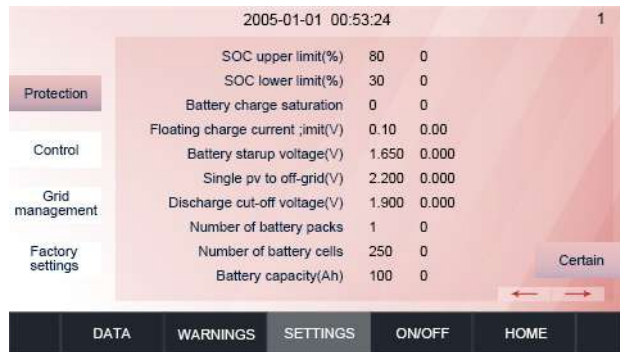 2005-01-01 00:53:24 1
SOC upper limit(%) 80 0
SOC lower limit(%) 30 0
Protection
Battery charge saturation 0 0
Floating charge current ;imit(V) 0.10 0.00
Control
Battery starup voltage(V) 1.650 0.000
Single pv to off-grid(V) 2.200 0.000
Grid
management
Discharge cut-off voltage(V) 1.900 0.000
Number of battery packs 1 0
Factory
settings
Number of battery cells 250 0
Certain
Battery capacity(Ah) 100 0
← →
DATA WARNINGS SETTINGS ON/OFF HOME